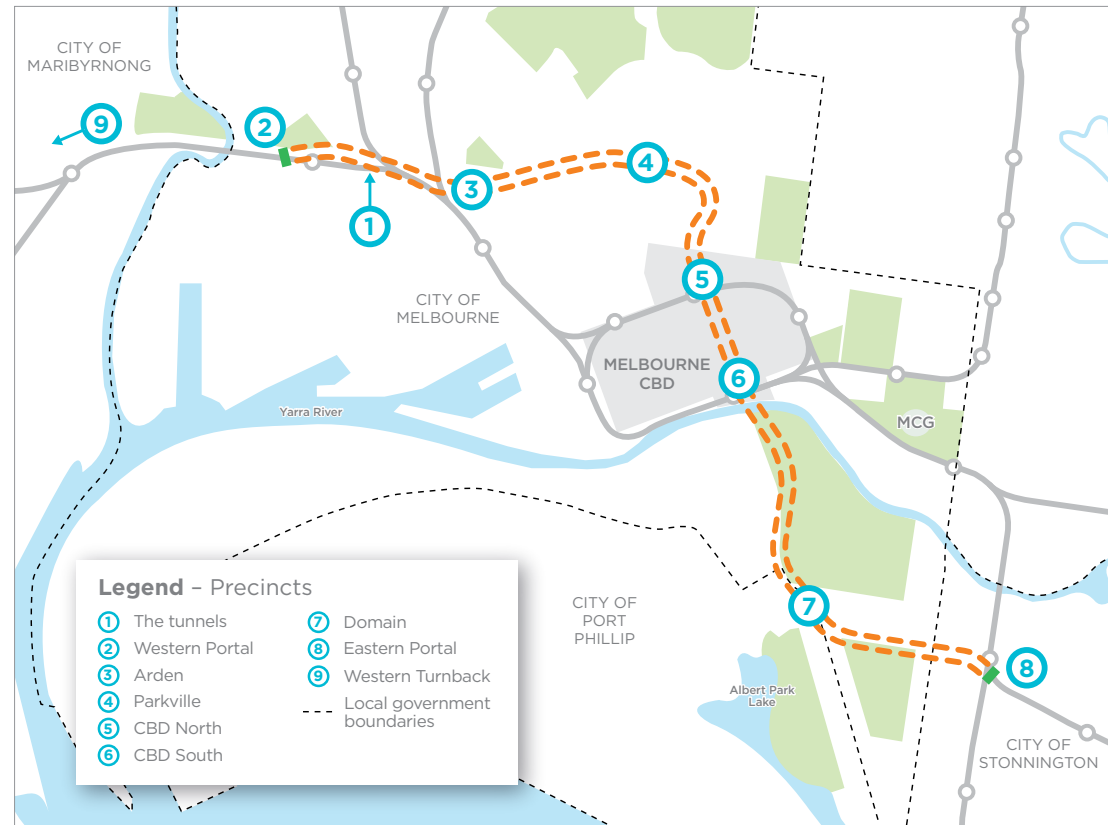 CITY OF
MARIBYRNONG
9
2
4
3
1
5
CITY OF
MELBOURNE
MELBOURNE
CBD
6
MCG
Yarra River
Legend – Precincts
1 The tunnels
2 Western Portal
3 Arden
4 Parkville
5 CBD North
6 CBD South
7 Domain
8 Eastern Portal
9 Western Turnback
Local government
boundaries
CITY OF
PORT
PHILLIP
7
8
Albert Park
Lake
CITY OF
STONNINGTON